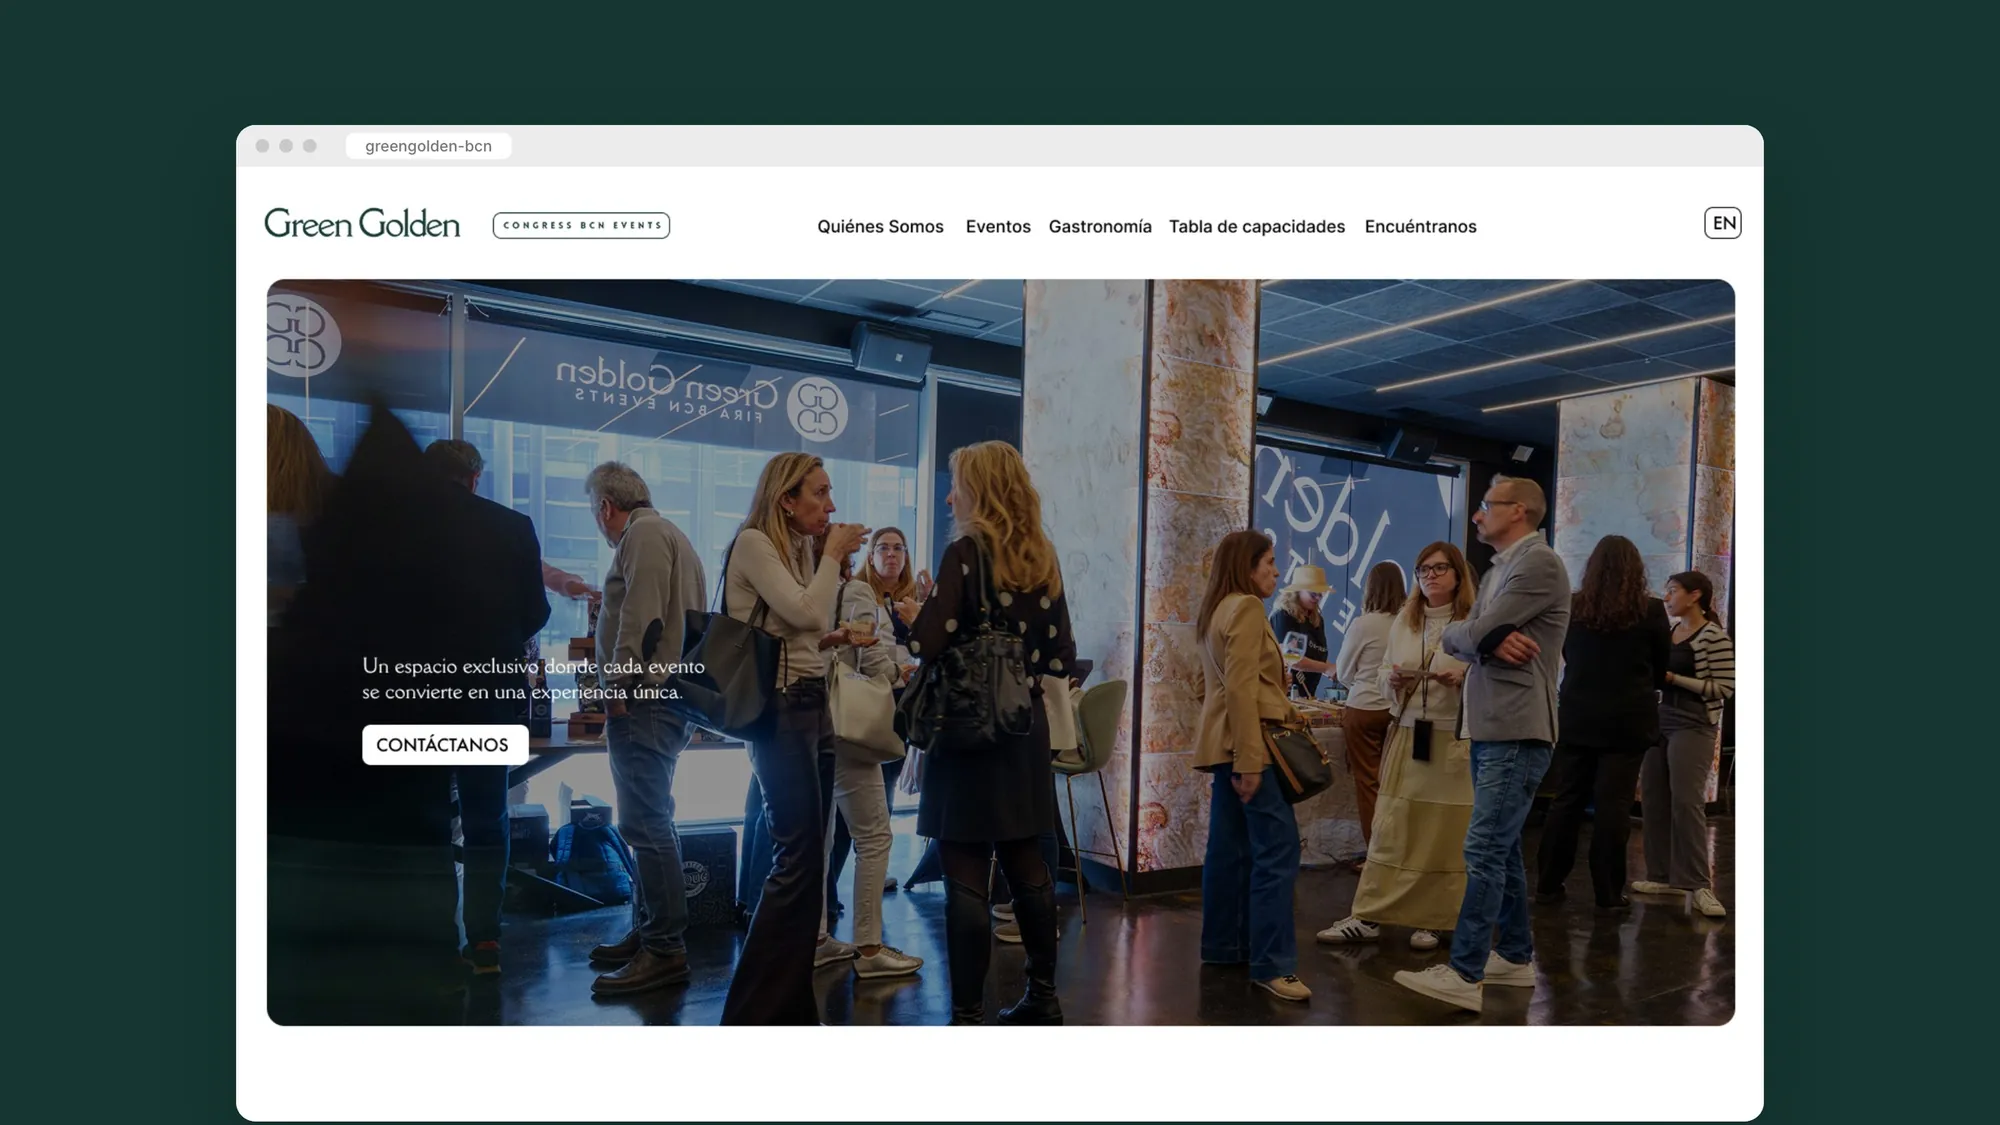 greengolden-bcn
Green Golden
CONGRESS BCN EVENTS
Quiénes Somos
Eventos
Gastronomía
Tabla de capacidades
Encuéntranos
EN
Green Golden
FIRA BCN EVENTS
Un espacio exclusivo donde cada evento
se convierte en una experiencia única.
CONTÁCTANOS